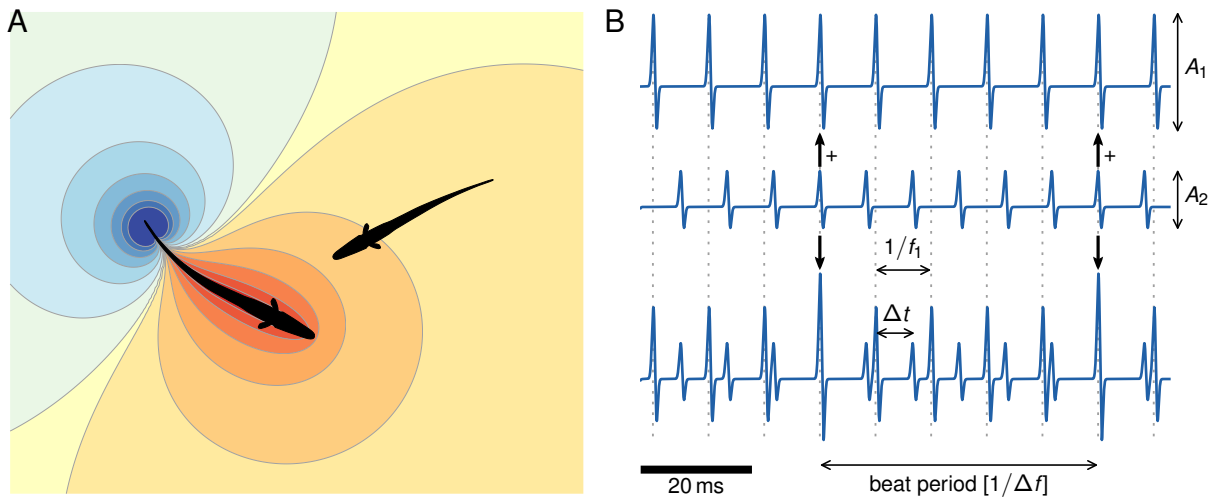 A
B
A₁
+
+
A₂
1/f₁
Δt
20 ms
beat period [1/Δf]